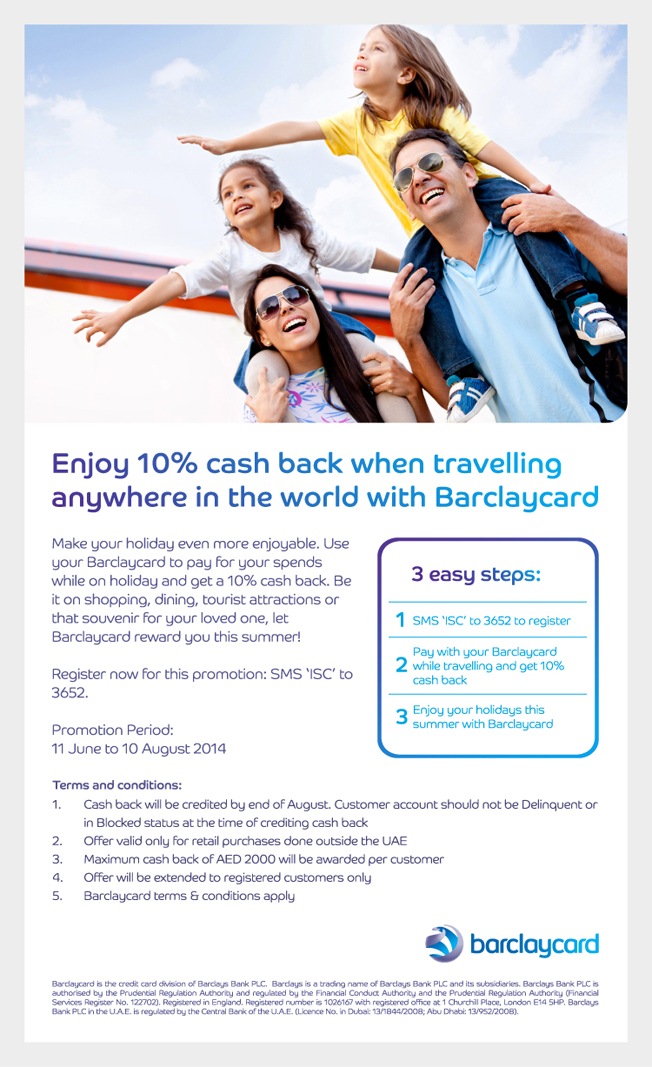 Enjoy 10% cash back when travelling
anywhere in the world with Barclaycard
Make your holiday even more enjoyable. Use
your Barclaycard to pay for your spends
while on holiday and get a 10% cash back. Be
it on shopping, dining, tourist attractions or
that souvenir for your loved one, let
Barclaycard reward you this summer!
Register now for this promotion: SMS ‘ISC’ to
3652.
Promotion Period:
11 June to 10 August 2014
3 easy steps:
1 SMS ‘ISC’ to 3652 to register
2 Pay with your Barclaycard
while travelling and get 10%
cash back
3 Enjoy your holidays this
summer with Barclaycard
Terms and conditions:
1. Cash back will be credited by end of August. Customer account should not be Delinquent or
in Blocked status at the time of crediting cash back
2. Offer valid only for retail purchases done outside the UAE
3. Maximum cash back of AED 2000 will be awarded per customer
4. Offer will be extended to registered customers only
5. Barclaycard terms & conditions apply
barclaycard
Barclaycard is the credit card division of Barclays Bank PLC. Barclays is a trading name of Barclays Bank PLC and its subsidiaries. Barclays Bank PLC is
authorised by the Prudential Regulation Authority and regulated by the Financial Conduct Authority and the Prudential Regulation Authority (Financial
Services Register No. 122702). Registered in England. Registered number is 1026167 with registered office at 1 Churchill Place, London E14 5HP. Barclays
Bank PLC in the U.A.E. is regulated by the Central Bank of the U.A.E. (Licence No. in Dubai: 13/1844/2008; Abu Dhabi: 13/952/2008).